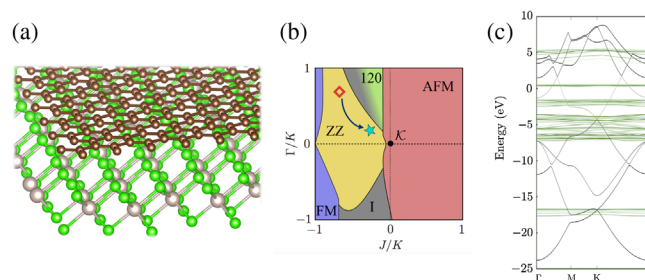 (a)
(b)
(c)
1
120
AFM
Γ/K
ZZ
𝒦
0
FM
I
-1
-1
0
1
J/K
Energy (eV)
10
5
0
−5
−10
−15
−20
−25
Γ
M
K